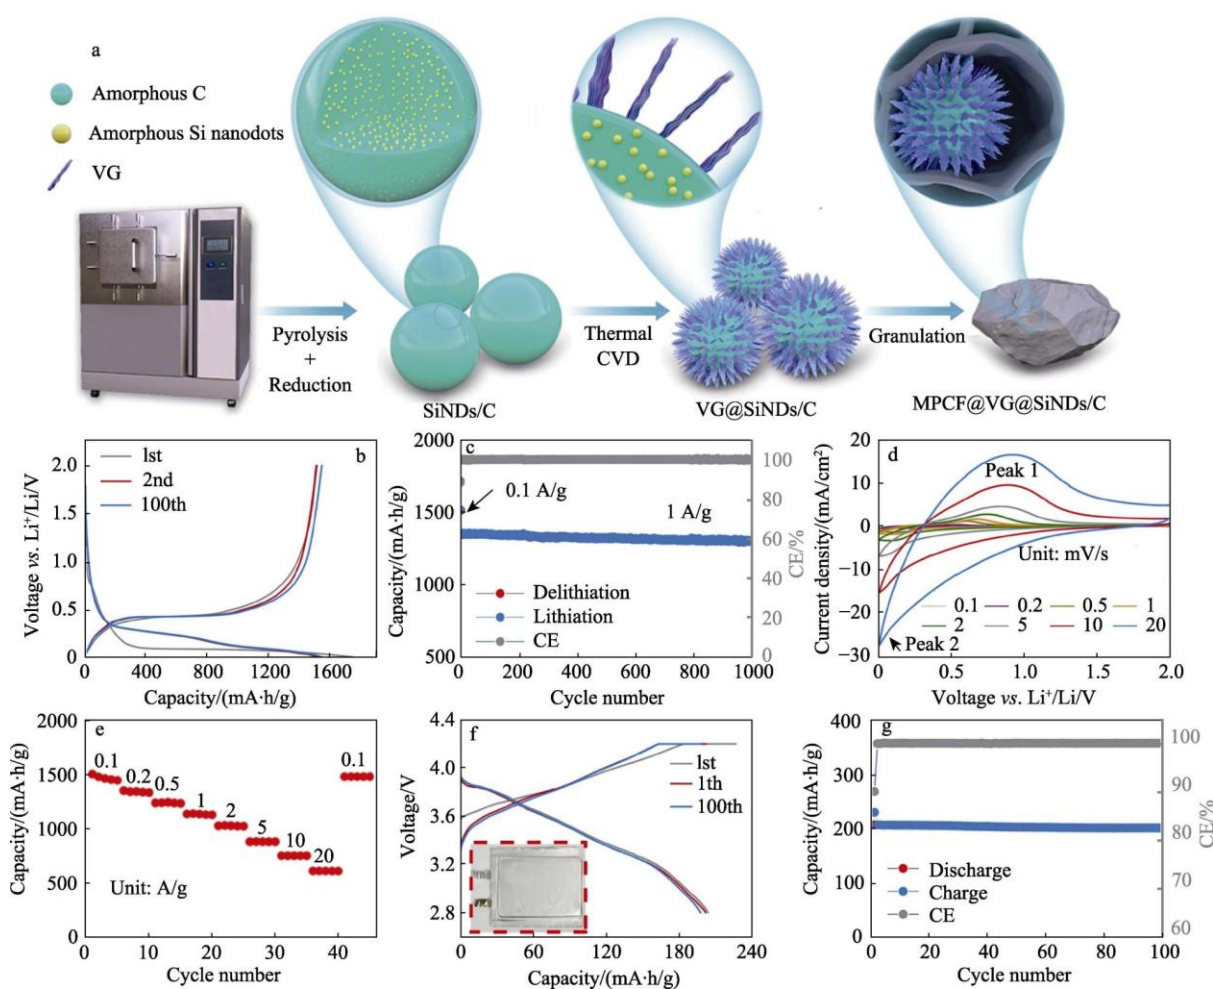 a
Amorphous C
Amorphous Si nanodots
VG
Pyrolysis
+
Reduction
Thermal
CVD
Granulation
SiNDs/C
VG@SiNDs/C
MPCF@VG@SiNDs/C
b
lst
2nd
100th
2.0
1.5
1.0
0.5
0
0
400
800
1200
1600
Voltage vs. Li⁺/Li/V
Capacity/(mA·h/g)
c
2000
1500
1500
1000
500
0.1 A/g
1 A/g
Delithiation
Lithiation
CE
0
200
400
600
800
1000
100
80
60
40
20
0
Capacity/(mA·h/g)
CE/%
Cycle number
d
20
10
0
−10
−20
−30
Peak 1
Unit: mV/s
0.1
0.2
0.5
1
2
5
10
20
Peak 2
0
0.5
1.0
1.5
2.0
Current density/(mA/cm²)
Voltage vs. Li⁺/Li/V
e
2000
1500
1000
500
0
0.1
0.2
0.5
1
2
5
10
20
0.1
Unit: A/g
0
10
20
30
40
Capacity/(mA·h/g)
Cycle number
f
4.4
4.0
3.6
3.2
2.8
lst
1th
100th
0
60
120
180
240
Voltage/V
Capacity/(mA·h/g)
g
400
300
200
200
100
0
Discharge
Charge
CE
0
20
40
60
80
100
100
90
80
70
60
Capacity/(mA·h/g)
CE/%
Cycle number